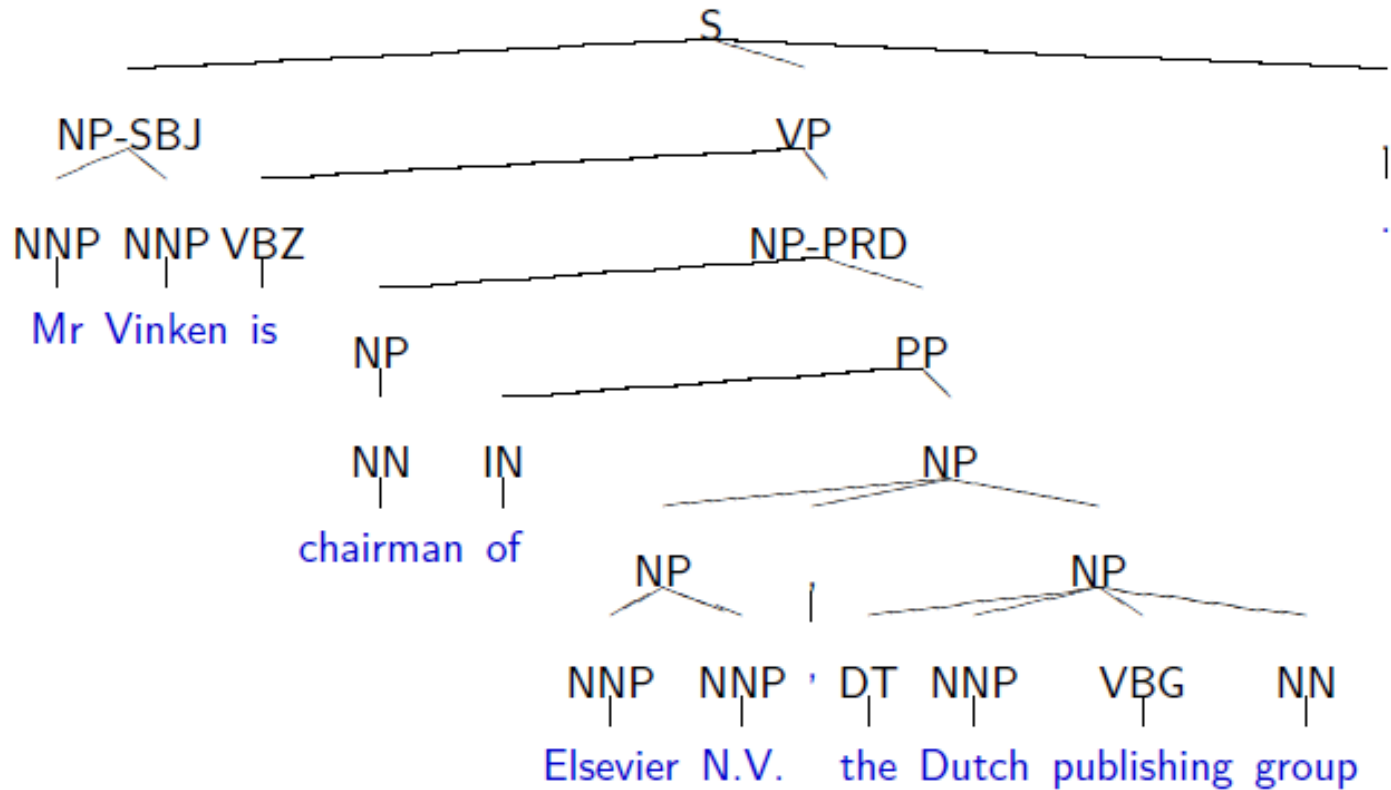 S
NP-SBJ VP .
NNP NNP VBZ NP-PRD .
Mr Vinken is
NP PP
NN IN NP
chairman of
NP , NP
NNP NNP , DT NNP VBG NN
Elsevier N.V. the Dutch publishing group